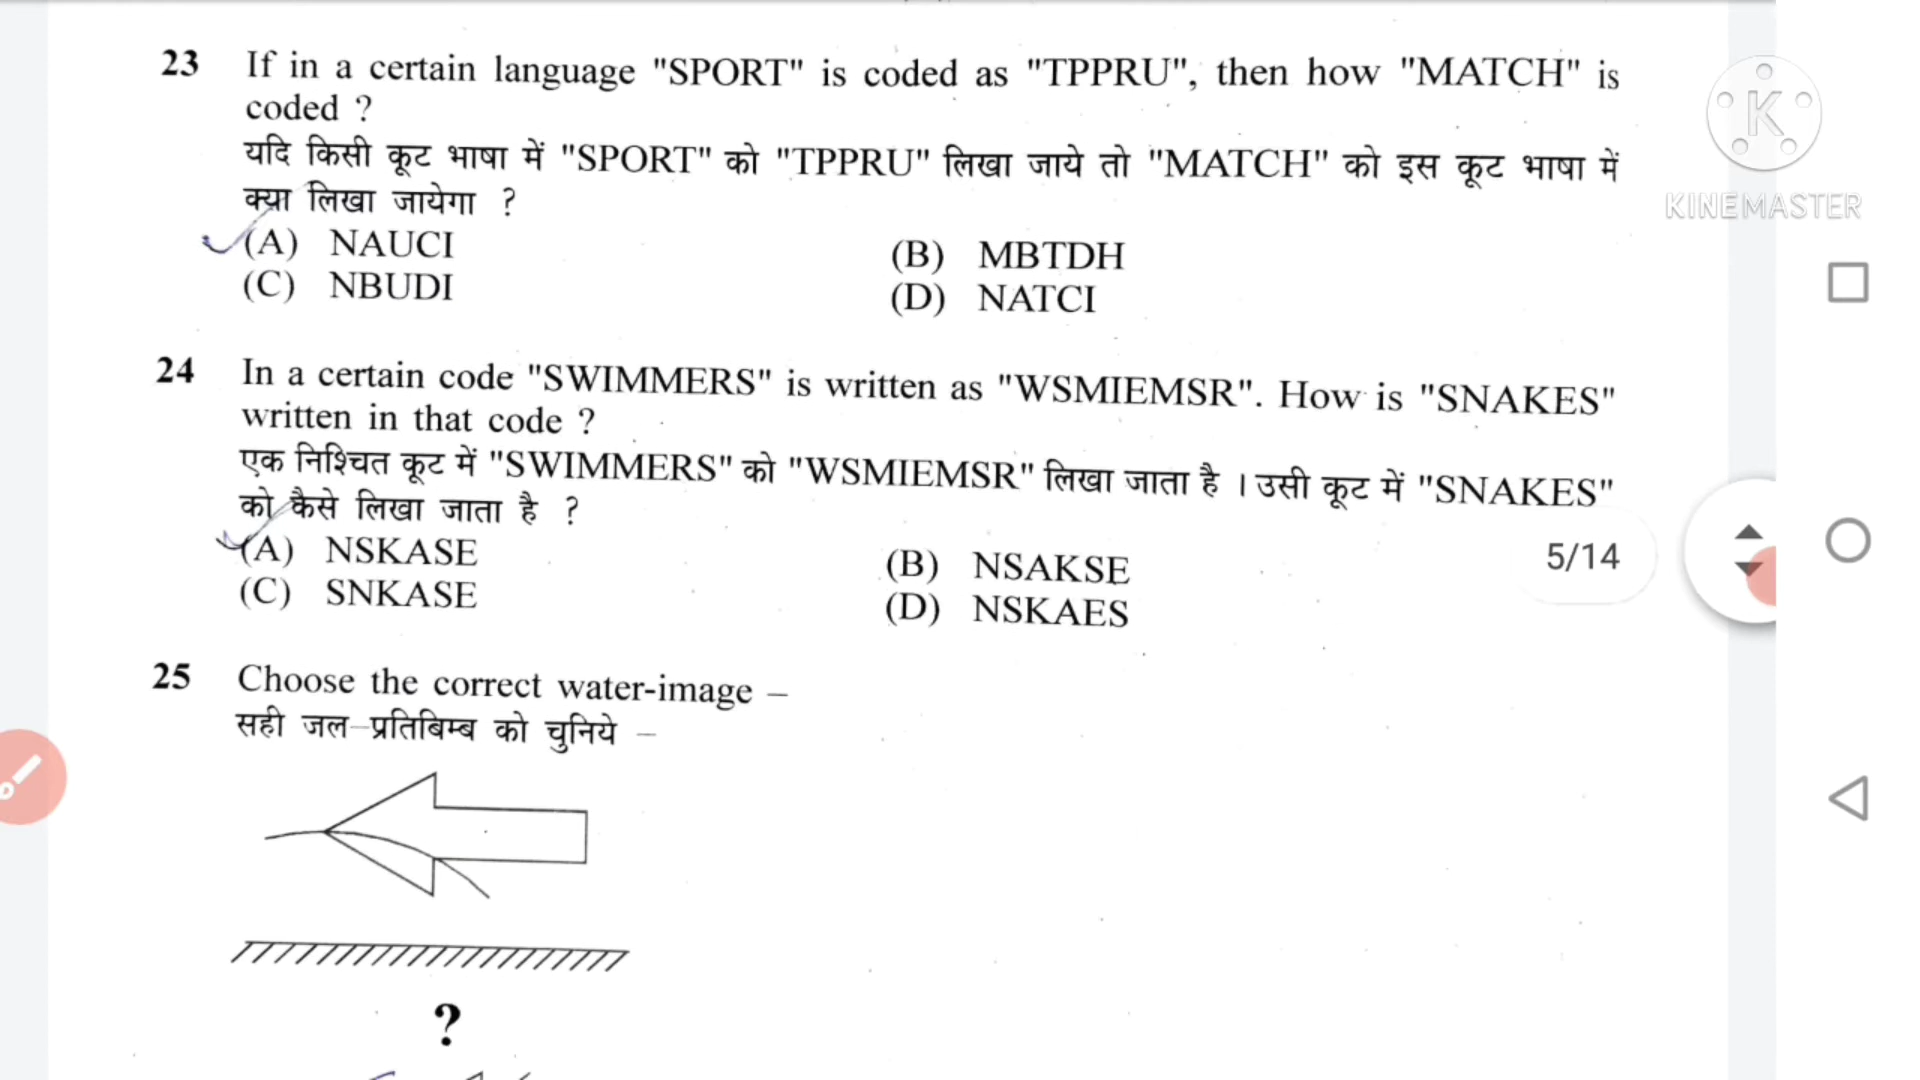 23 If in a certain language "SPORT" is coded as "TPPRU", then how "MATCH" is
coded ?
यदि किसी कूट भाषा में "SPORT" को "TPPRU" लिखा जाये तो "MATCH" को इस कूट भाषा में
क्या लिखा जायेगा ?
(A) NAUCI (B) MBTDH
(C) NBUDI (D) NATCI
24 In a certain code "SWIMMERS" is written as "WSMIEMSR". How is "SNAKES"
written in that code ?
एक निश्चित कूट में "SWIMMERS" को "WSMIEMSR" लिखा जाता है । उसी कूट में "SNAKES"
को कैसे लिखा जाता है ?
(A) NSKASE (B) NSAKSE
(C) SNKASE (D) NSKAES
5/14
25 Choose the correct water-image –
सही जल-प्रतिबिम्ब को चुनिये –
?
K
KINEMASTER